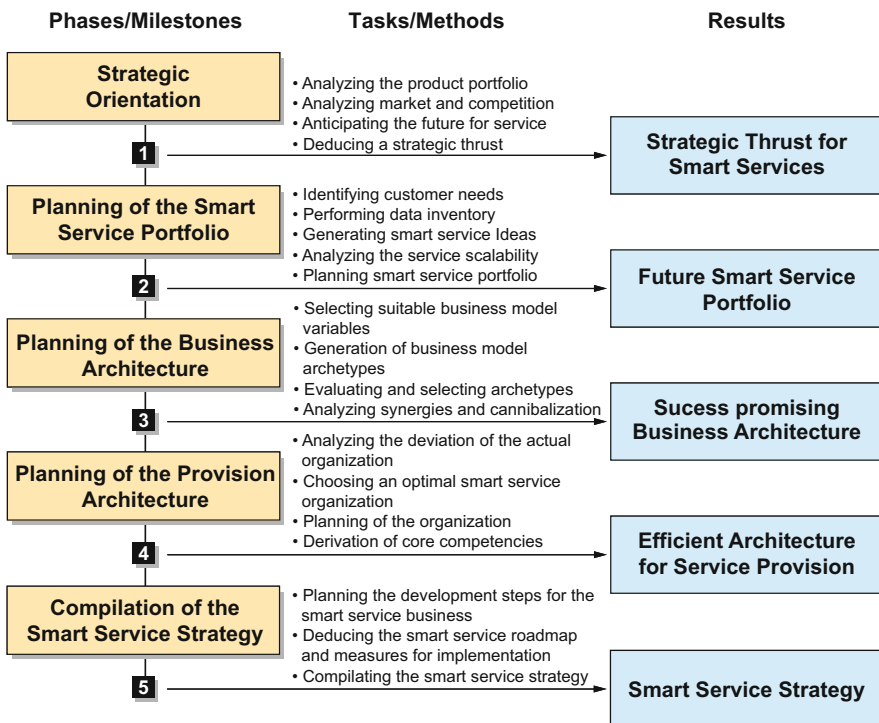 Phases/Milestones
Tasks/Methods
Results
Strategic
Orientation
• Analyzing the product portfolio
• Analyzing market and competition
• Anticipating the future for service
• Deducing a strategic thrust
1
Strategic Thrust for
Smart Services
Planning of the Smart
Service Portfolio
• Identifying customer needs
• Performing data inventory
• Generating smart service Ideas
• Analyzing the service scalability
• Planning smart service portfolio
2
Future Smart Service
Portfolio
Planning of the Business
Architecture
• Selecting suitable business model
variables
• Generation of business model
archetypes
• Evaluating and selecting archetypes
• Analyzing synergies and cannibalization
3
Sucess promising
Business Architecture
Planning of the Provision
Architecture
• Analyzing the deviation of the actual
organization
• Choosing an optimal smart service
organization
• Planning of the organization
• Derivation of core competencies
4
Efficient Architecture
for Service Provision
Compilation of the
Smart Service Strategy
• Planning the development steps for the
smart service business
• Deducing the smart service roadmap
and measures for implementation
• Compilating the smart service strategy
5
Smart Service Strategy